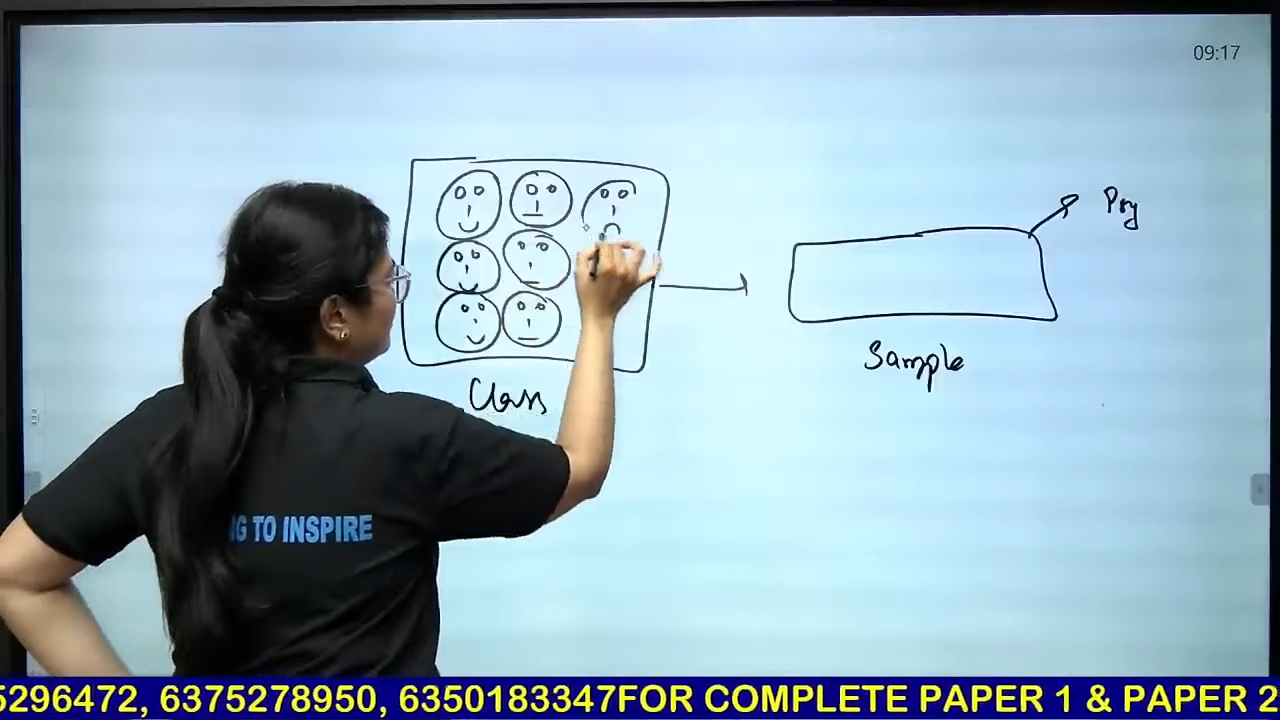 09:17
Psy
Sample
Class
G TO INSPIRE
5296472, 6375278950, 6350183347FOR COMPLETE PAPER 1 & PAPER 2